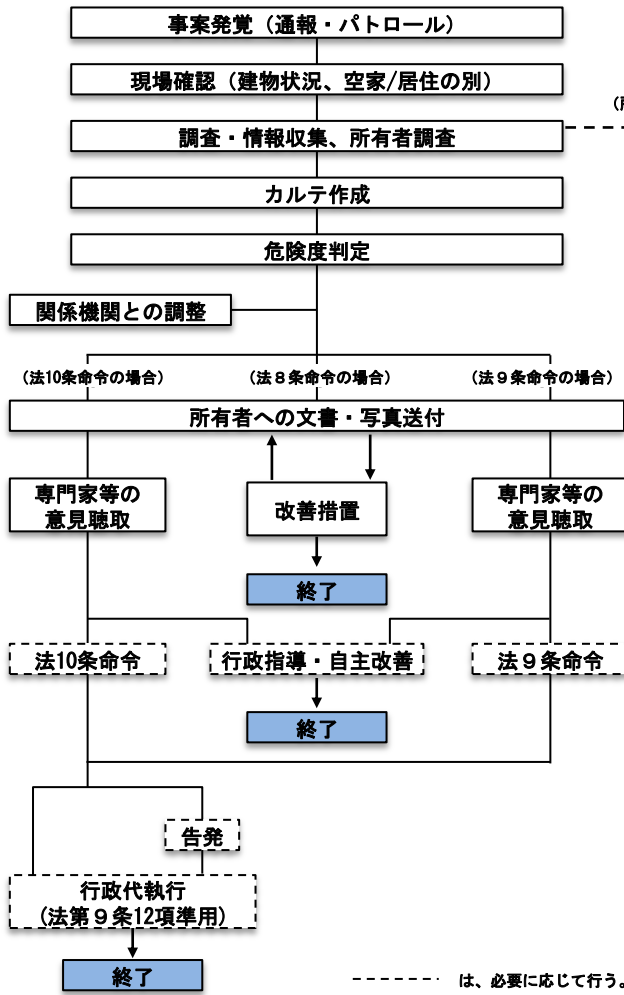 事案発覚（通報・パトロール）
現場確認（建物状況、空家/居住の別）
調査・情報収集、所有者調査
カルテ作成
危険度判定
関係機関との調整
（法10条命令の場合）
（法８条命令の場合）
（法９条命令の場合）
所有者への文書・写真送付
専門家等の
意見聴取
改善措置
専門家等の
意見聴取
終了
法10条命令
行政指導・自主改善
法９条命令
終了
告発
行政代執行
（法第９条12項準用）
終了
は、必要に応じて行う。